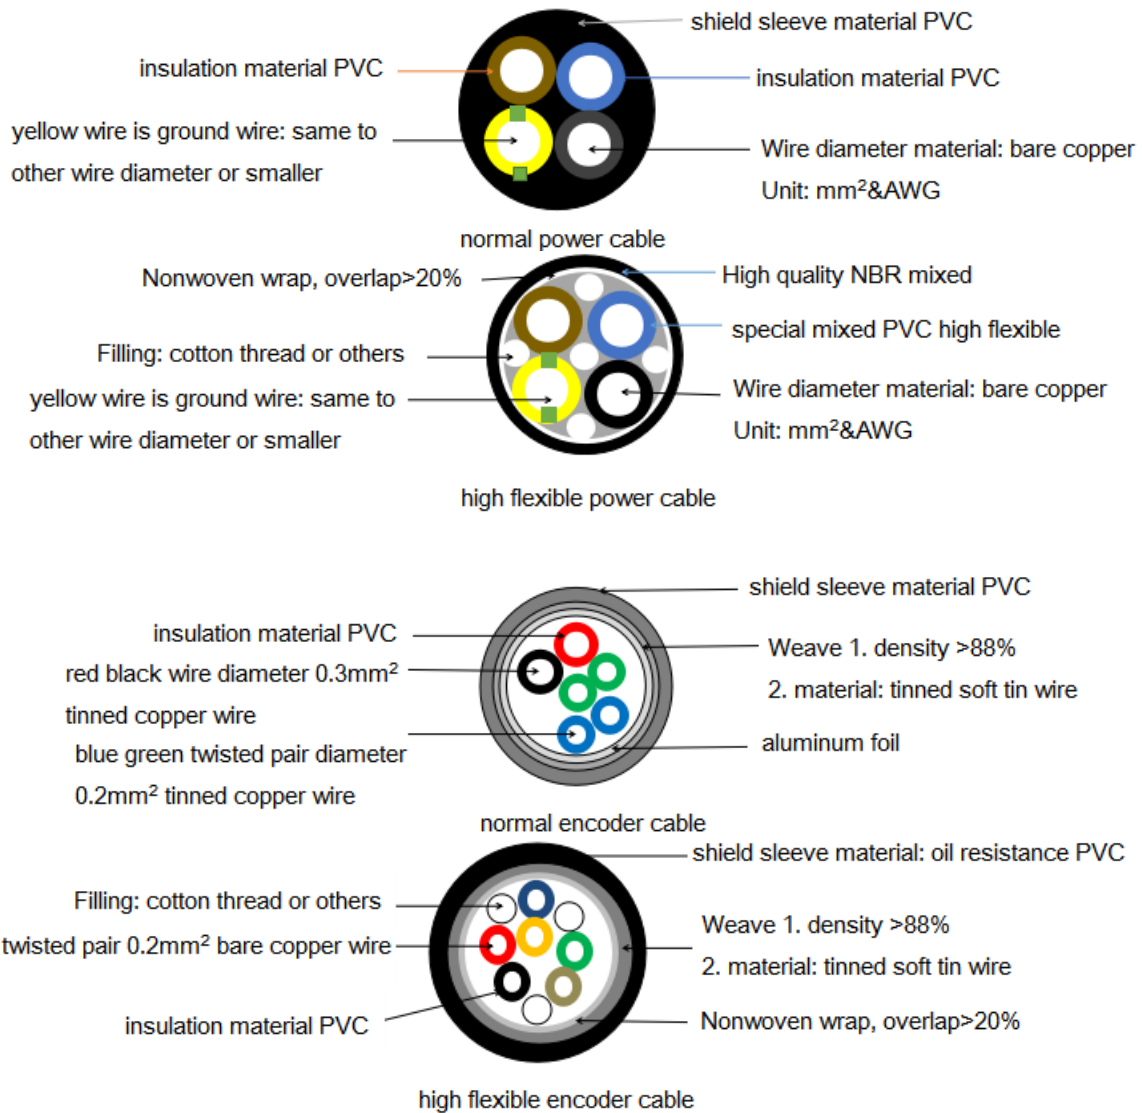 shield sleeve material PVC
insulation material PVC
insulation material PVC
yellow wire is ground wire: same to
other wire diameter or smaller
Wire diameter material: bare copper
Unit: mm²&AWG
normal power cable
Nonwoven wrap, overlap>20%
High quality NBR mixed
special mixed PVC high flexible
Filling: cotton thread or others
yellow wire is ground wire: same to
other wire diameter or smaller
Wire diameter material: bare copper
Unit: mm²&AWG
high flexible power cable
shield sleeve material PVC
insulation material PVC
red black wire diameter 0.3mm²
tinned copper wire
blue green twisted pair diameter
0.2mm² tinned copper wire
Weave 1. density >88%
2. material: tinned soft tin wire
aluminum foil
normal encoder cable
shield sleeve material: oil resistance PVC
Filling: cotton thread or others
twisted pair 0.2mm² bare copper wire
Weave 1. density >88%
2. material: tinned soft tin wire
insulation material PVC
Nonwoven wrap, overlap>20%
high flexible encoder cable